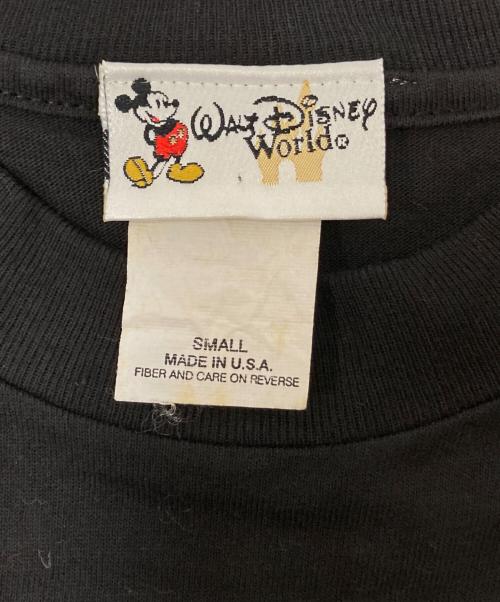 Walt Disney
World®
SMALL
MADE IN U.S.A.
FIBER AND CARE ON REVERSE